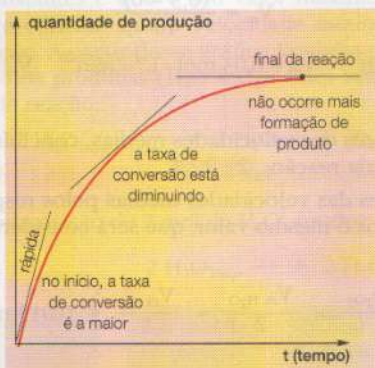 quantidade de produção
final da reação
não ocorre mais
formação de
produto
a taxa de
conversão está
diminuindo
rápida
no início, a taxa
de conversão
é a maior
t (tempo)